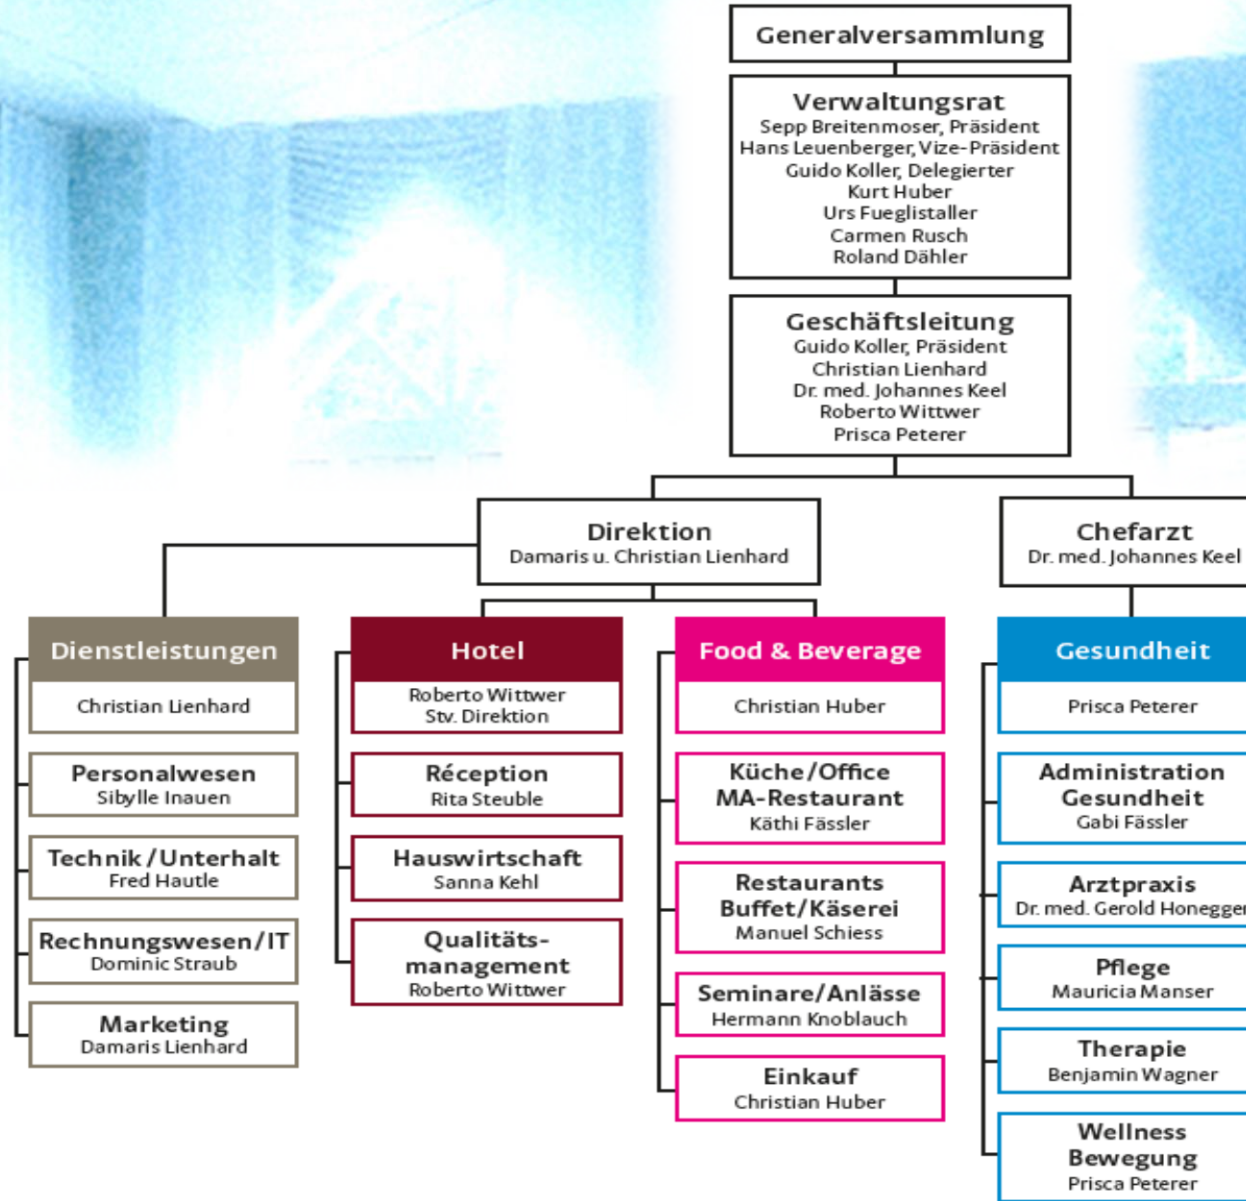 Generalversammlung
Verwaltungsrat
Sepp Breitenmoser, Präsident
Hans Leuenberger, Vize-Präsident
Guido Koller, Delegierter
Kurt Huber
Urs Fueglistaller
Carmen Rusch
Roland Dähler
Geschäftsleitung
Guido Koller, Präsident
Christian Lienhard
Dr. med. Johannes Keel
Roberto Wittwer
Prisca Peterer
Direktion
Damaris u. Christian Lienhard
Chefarzt
Dr. med. Johannes Keel
Dienstleistungen
Christian Lienhard
Personalwesen
Sibylle Inauen
Technik/Unterhalt
Fred Hautle
Rechnungswesen/IT
Dominic Straub
Marketing
Damaris Lienhard
Hotel
Roberto Wittwer
Stv. Direktion
Réception
Rita Steuble
Hauswirtschaft
Sanna Kehl
Qualitäts-
management
Roberto Wittwer
Food & Beverage
Christian Huber
Küche/Office
MA-Restaurant
Käthi Fässler
Restaurants
Buffet/Käserei
Manuel Schiess
Seminare/Anlässe
Hermann Knoblauch
Einkauf
Christian Huber
Gesundheit
Prisca Peterer
Administration
Gesundheit
Gabi Fässler
Arztpraxis
Dr. med. Gerold Honegger
Pflege
Mauricia Manser
Therapie
Benjamin Wagner
Wellness
Bewegung
Prisca Peterer